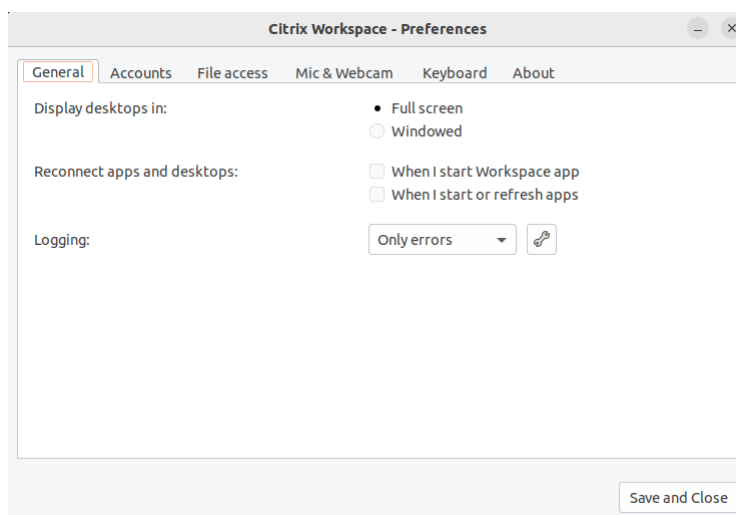 Citrix Workspace - Preferences
General Accounts File access Mic & Webcam Keyboard About
Display desktops in: Full screen
Windowed
Reconnect apps and desktops: When I start Workspace app
When I start or refresh apps
Logging: Only errors
Save and Close